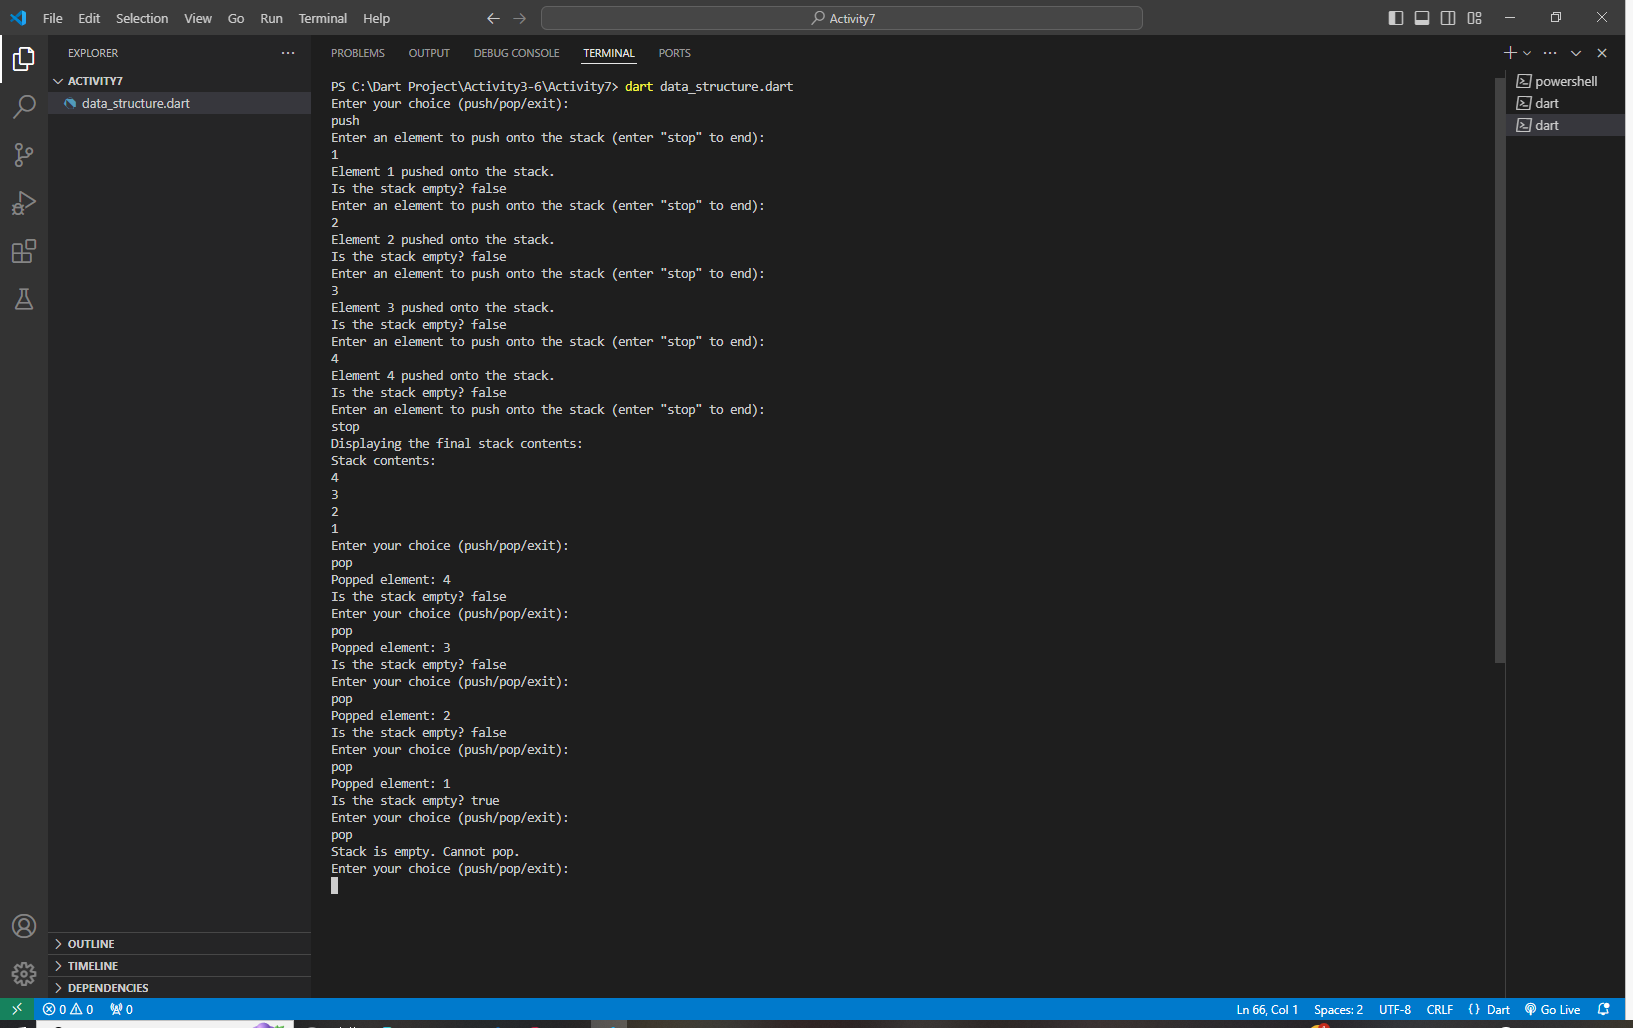 File Edit Selection View Go Run Terminal Help
Activity7
EXPLORER
ACTIVITY7
data_structure.dart
PROBLEMS OUTPUT DEBUG CONSOLE TERMINAL PORTS
PS C:\Dart Project\Activity3-6\Activity7> dart data_structure.dart
Enter your choice (push/pop/exit):
push
Enter an element to push onto the stack (enter "stop" to end):
1
Element 1 pushed onto the stack.
Is the stack empty? false
Enter an element to push onto the stack (enter "stop" to end):
2
Element 2 pushed onto the stack.
Is the stack empty? false
Enter an element to push onto the stack (enter "stop" to end):
3
Element 3 pushed onto the stack.
Is the stack empty? false
Enter an element to push onto the stack (enter "stop" to end):
4
Element 4 pushed onto the stack.
Is the stack empty? false
Enter an element to push onto the stack (enter "stop" to end):
stop
Displaying the final stack contents:
Stack contents:
4
3
2
1
Enter your choice (push/pop/exit):
pop
Popped element: 4
Is the stack empty? false
Enter your choice (push/pop/exit):
pop
Popped element: 3
Is the stack empty? false
Enter your choice (push/pop/exit):
pop
Popped element: 2
Is the stack empty? false
Enter your choice (push/pop/exit):
pop
Popped element: 1
Is the stack empty? true
Enter your choice (push/pop/exit):
pop
Stack is empty. Cannot pop.
Enter your choice (push/pop/exit):
powershell
dart
dart
OUTLINE
TIMELINE
DEPENDENCIES
0 0 0
Ln 66, Col 1 Spaces: 2 UTF-8 CRLF {} Dart Go Live